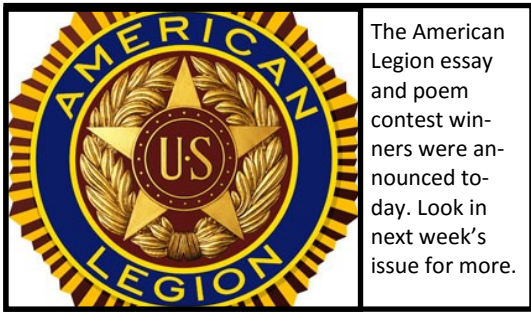 AMERICAN
U·S
LEGION
The American
Legion essay
and poem
contest win-
ners were an-
nounced to-
day. Look in
next week’s
issue for more.